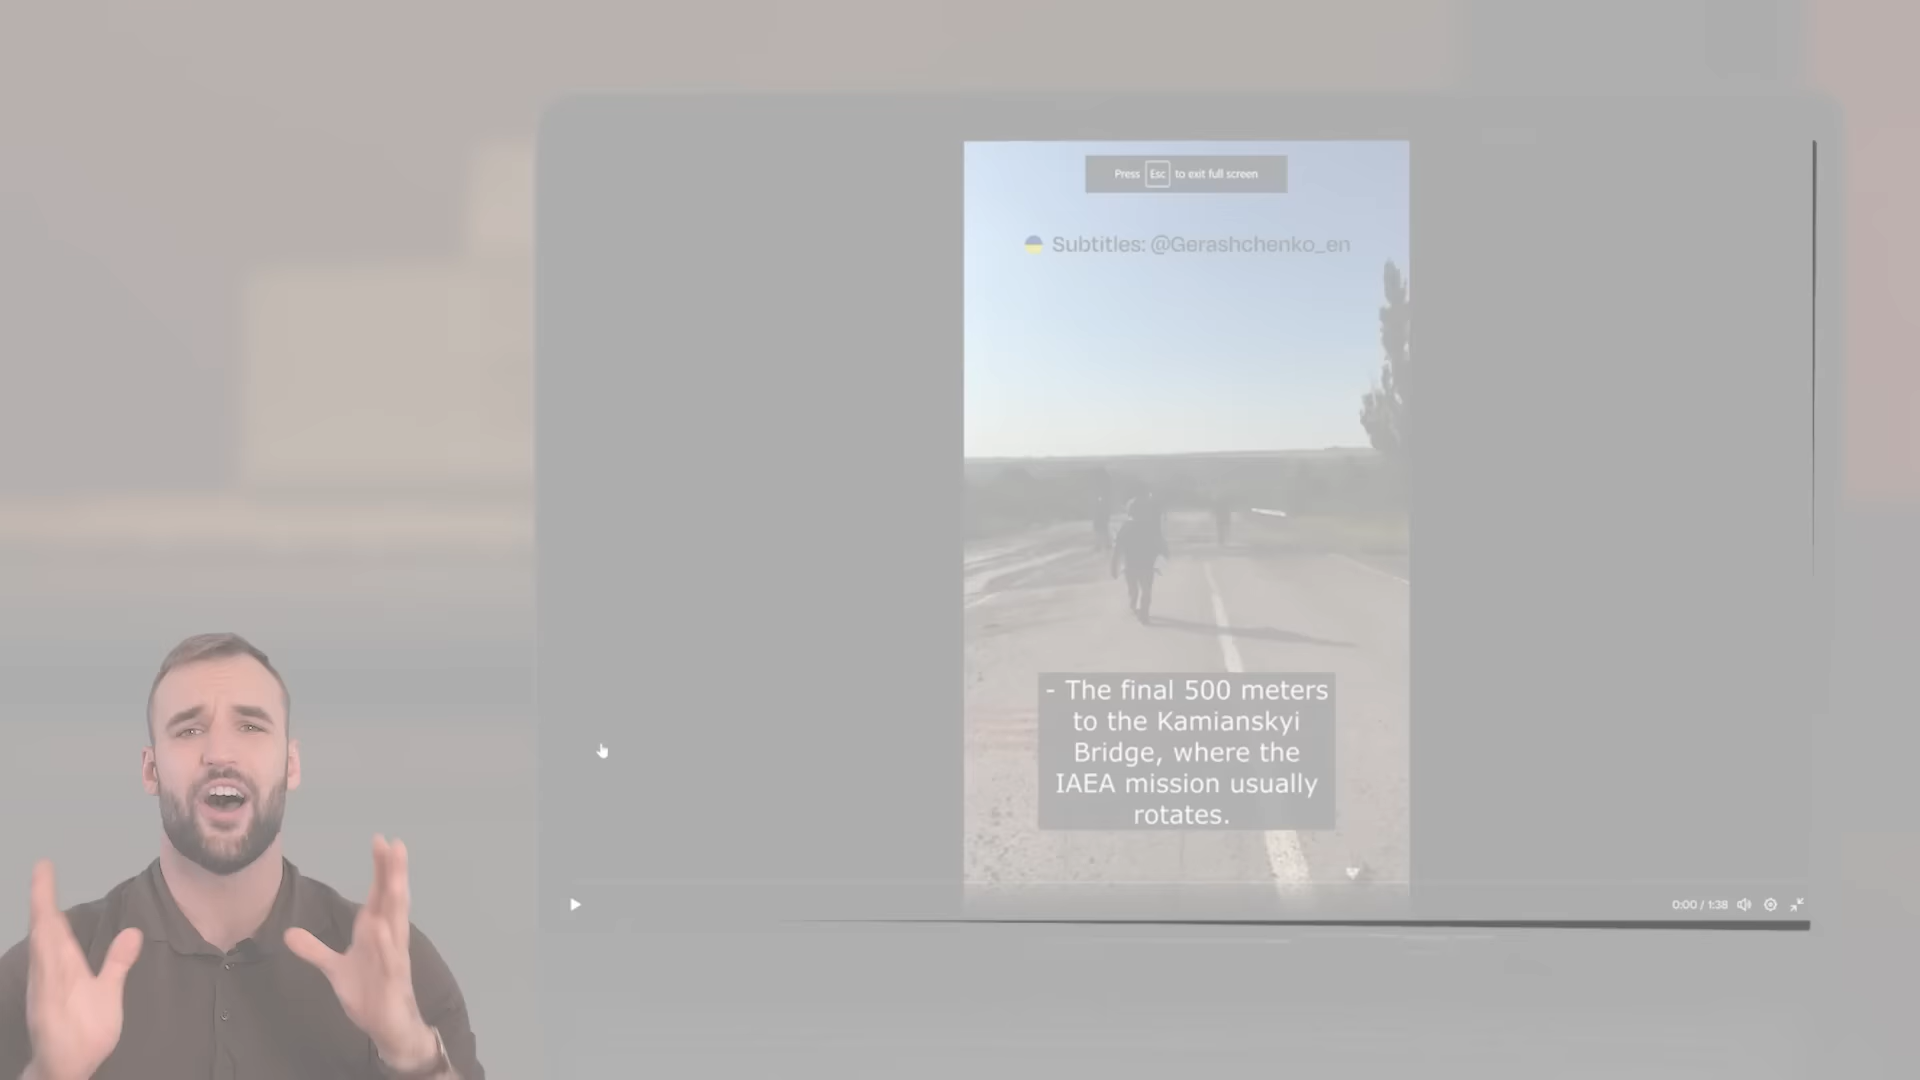 Press Esc to exit full screen
Subtitles: @Gerashchenko_en
- The final 500 meters
to the Kamianskyi
Bridge, where the
IAEA mission usually
rotates.
0:00 / 1:38